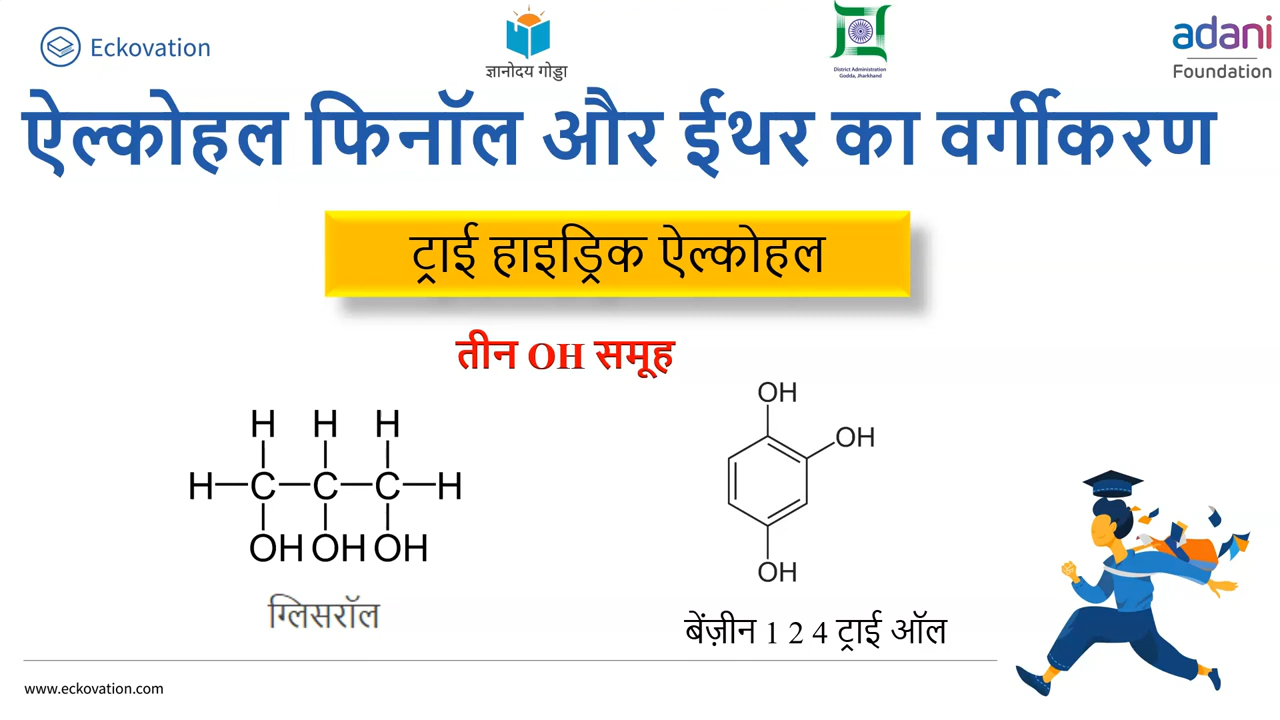 Eckovation
ज्ञानोदय गोड्डा
District Administration
Godda, Jharkhand
adani
Foundation
ऐल्कोहल फिनॉल और ईथर का वर्गीकरण
ट्राई हाइड्रिक ऐल्कोहल
तीन OH समूह
H H H
H C C C H
OH OH OH
ग्लिसरॉल
OH
OH
OH
बेंज़ीन 1 2 4 ट्राई ऑल
www.eckovation.com